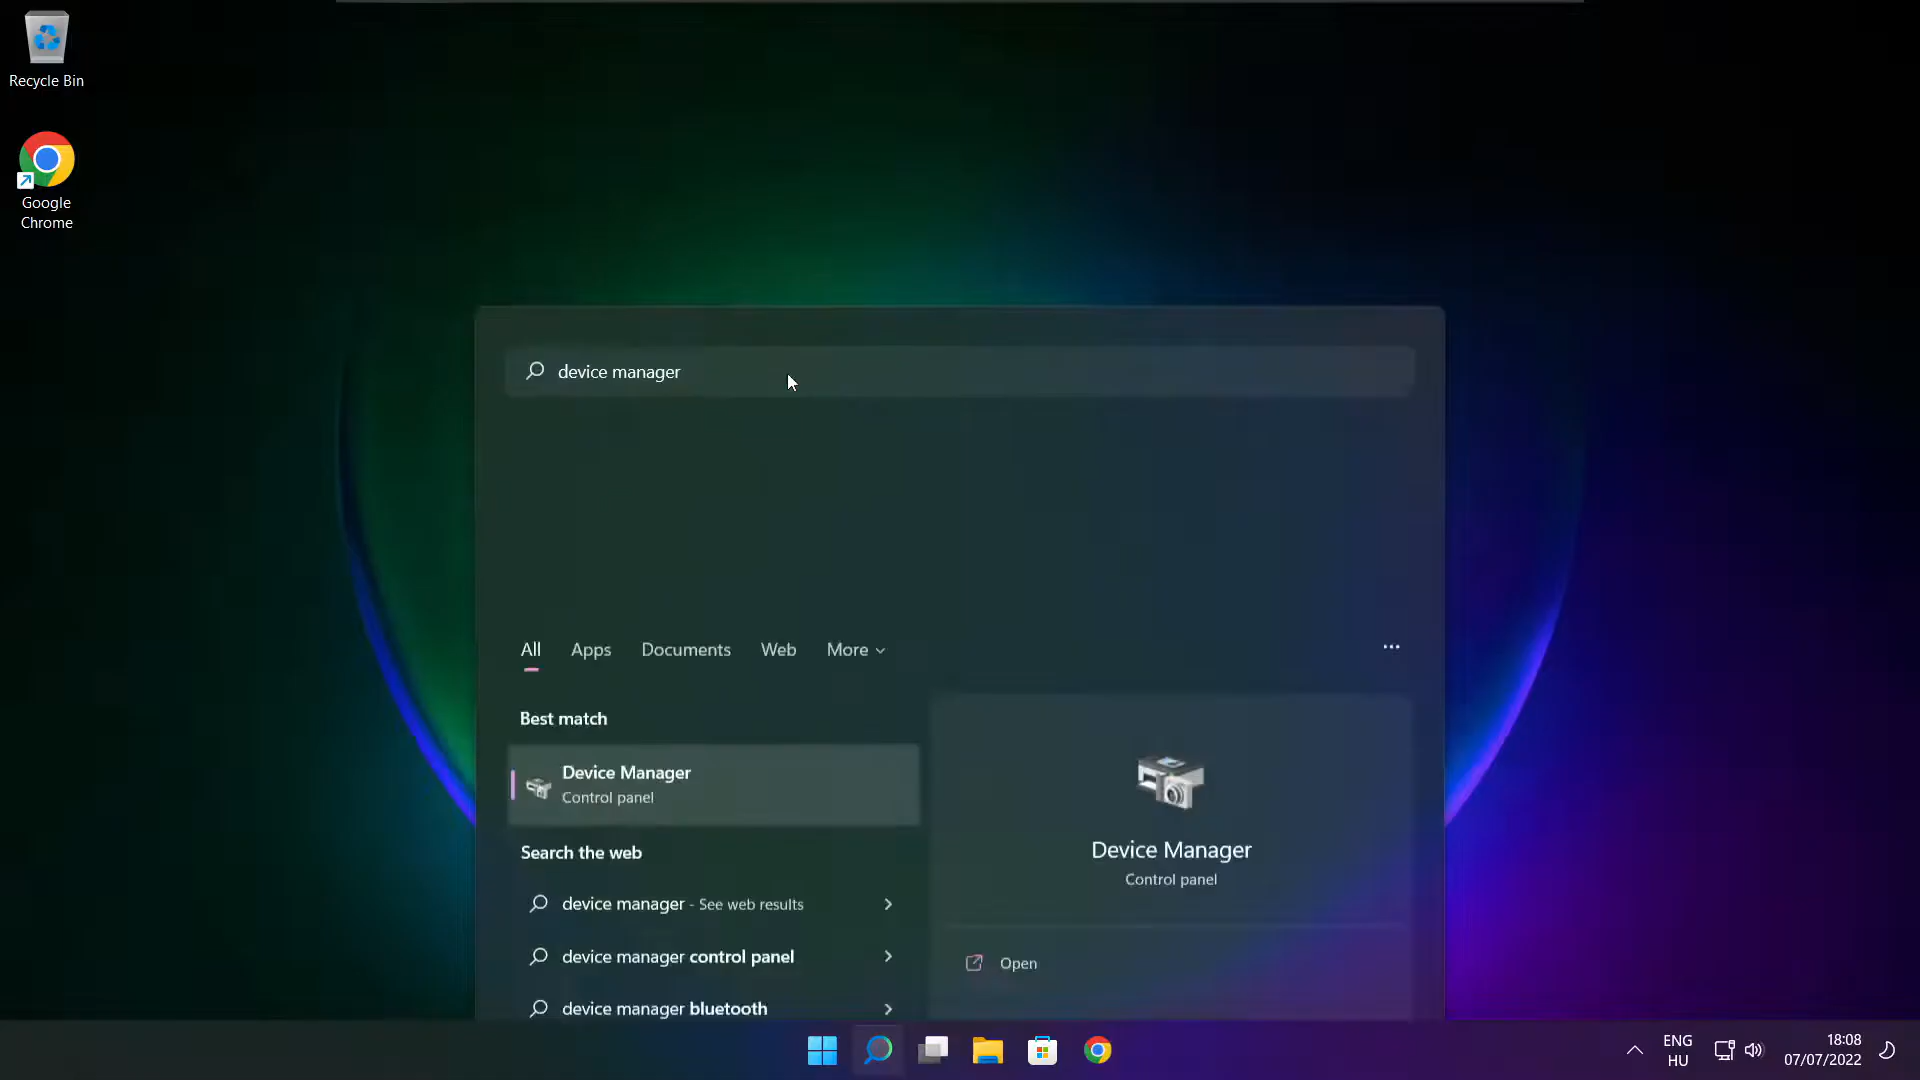 Recycle Bin
Google
Chrome
device manager
All Apps Documents Web More
Best match
Device Manager
Control panel
Search the web
device manager - See web results
device manager control panel
device manager bluetooth
Device Manager
Control panel
Open
ENG
HU
18:08
07/07/2022